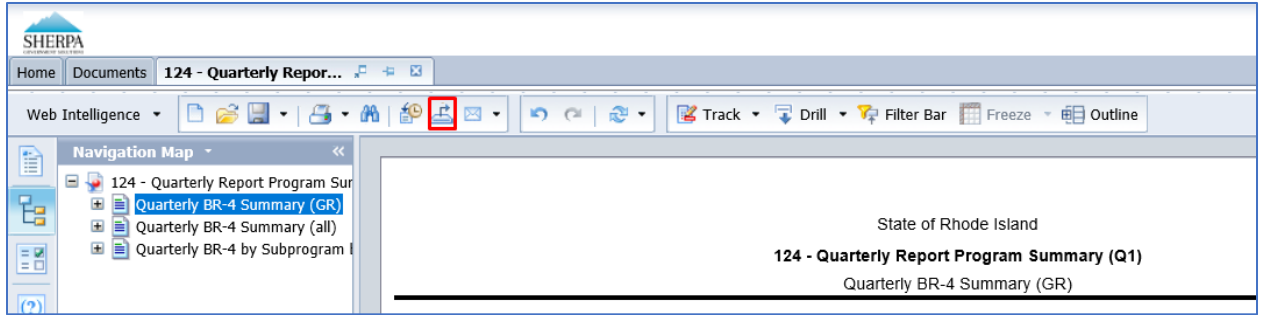 SHERPA
Home Documents 124 - Quarterly Repor...
Web Intelligence Track Drill Filter Bar Freeze Outline
Navigation Map
124 - Quarterly Report Program Sur
Quarterly BR-4 Summary (GR)
Quarterly BR-4 Summary (all)
Quarterly BR-4 by Subprogram
State of Rhode Island
124 - Quarterly Report Program Summary (Q1)
Quarterly BR-4 Summary (GR)